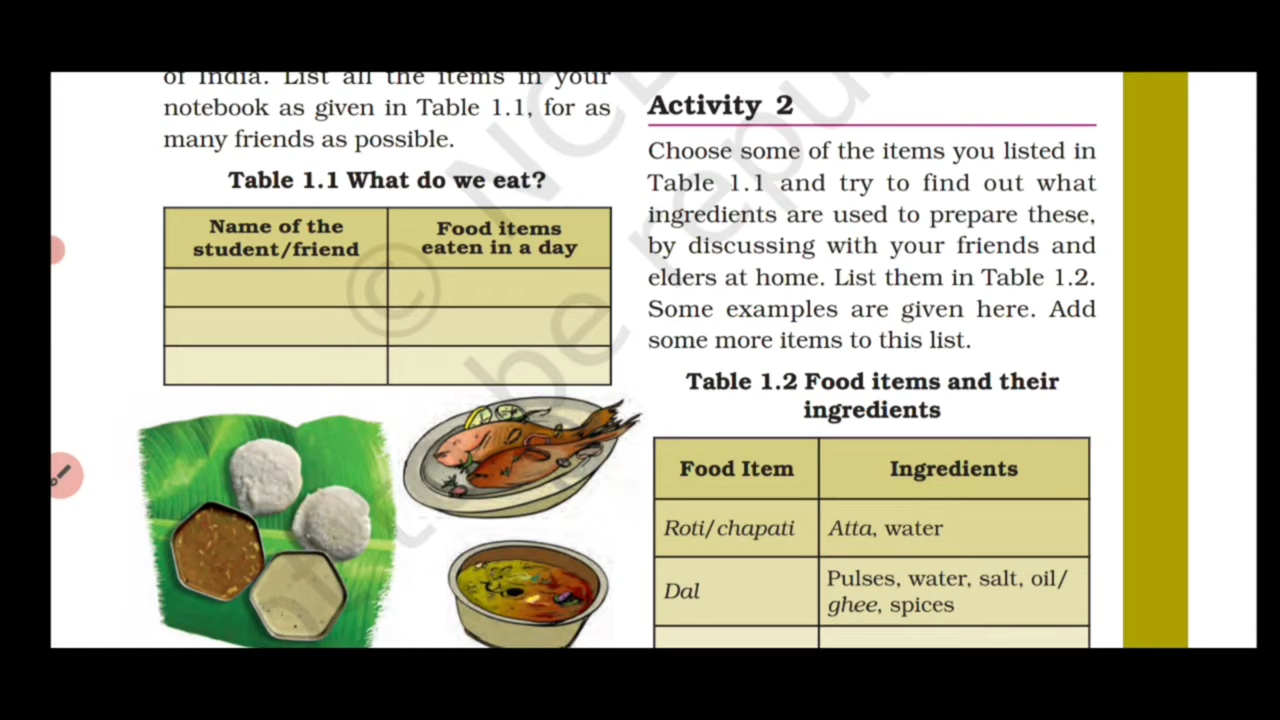 of India. List all the items in your
notebook as given in Table 1.1, for as
many friends as possible.
Table 1.1 What do we eat?
Name of the student/friend
Food items eaten in a day
Activity 2
Choose some of the items you listed in
Table 1.1 and try to find out what
ingredients are used to prepare these,
by discussing with your friends and
elders at home. List them in Table 1.2.
Some examples are given here. Add
some more items to this list.
Table 1.2 Food items and their
ingredients
Food Item
Ingredients
Roti/chapati
Atta, water
Dal
Pulses, water, salt, oil/
ghee, spices